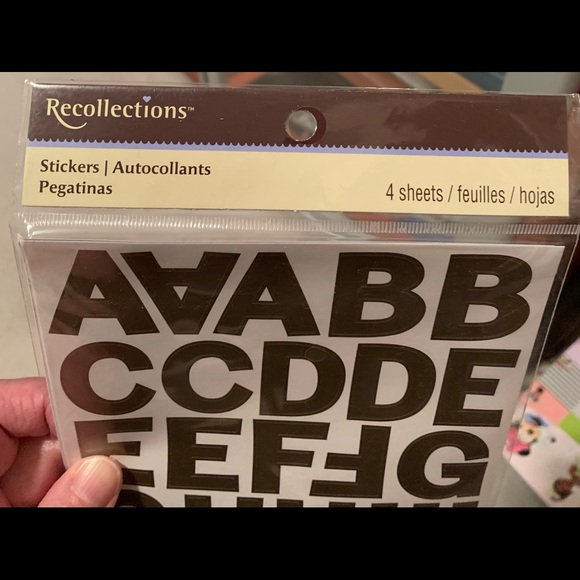 Recollections™
Stickers | Autocollants
Pegatinas
4 sheets / feuilles / hojas
AAABB
CCDDE
EEFFG